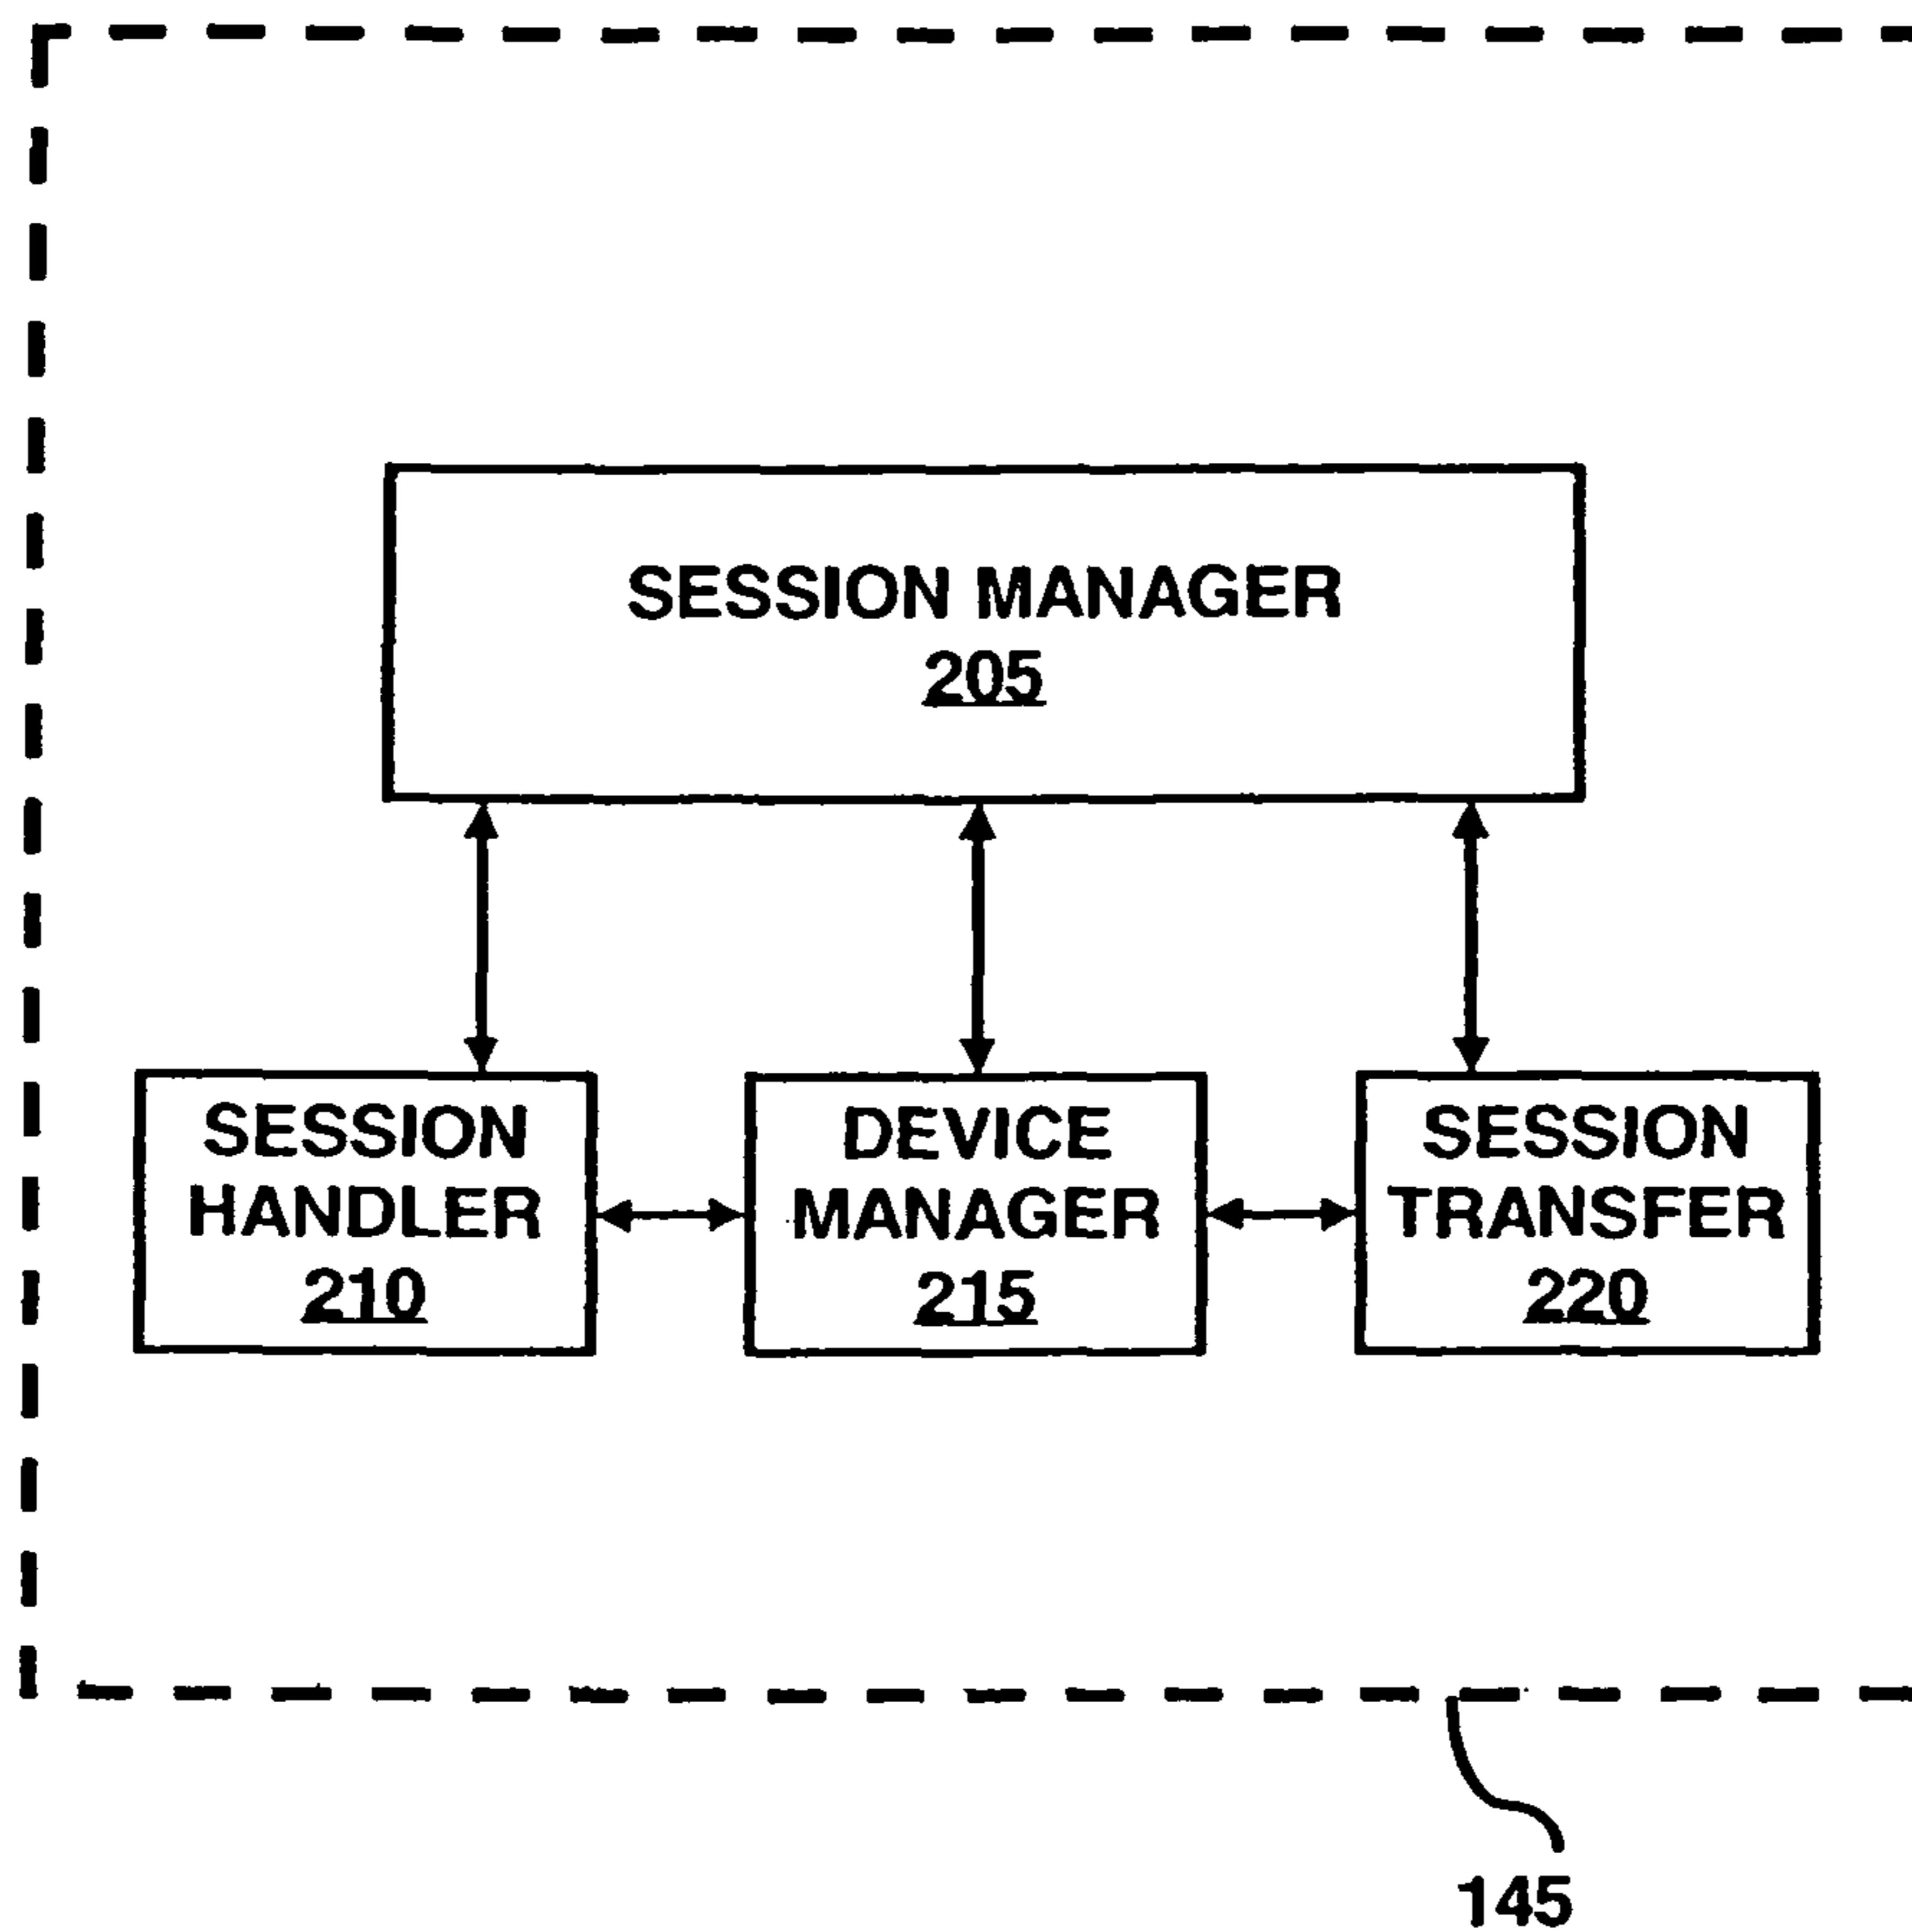 SESSION MANAGER
205
SESSION
HANDLER
210
DEVICE
MANAGER
215
SESSION
TRANSFER
220
145